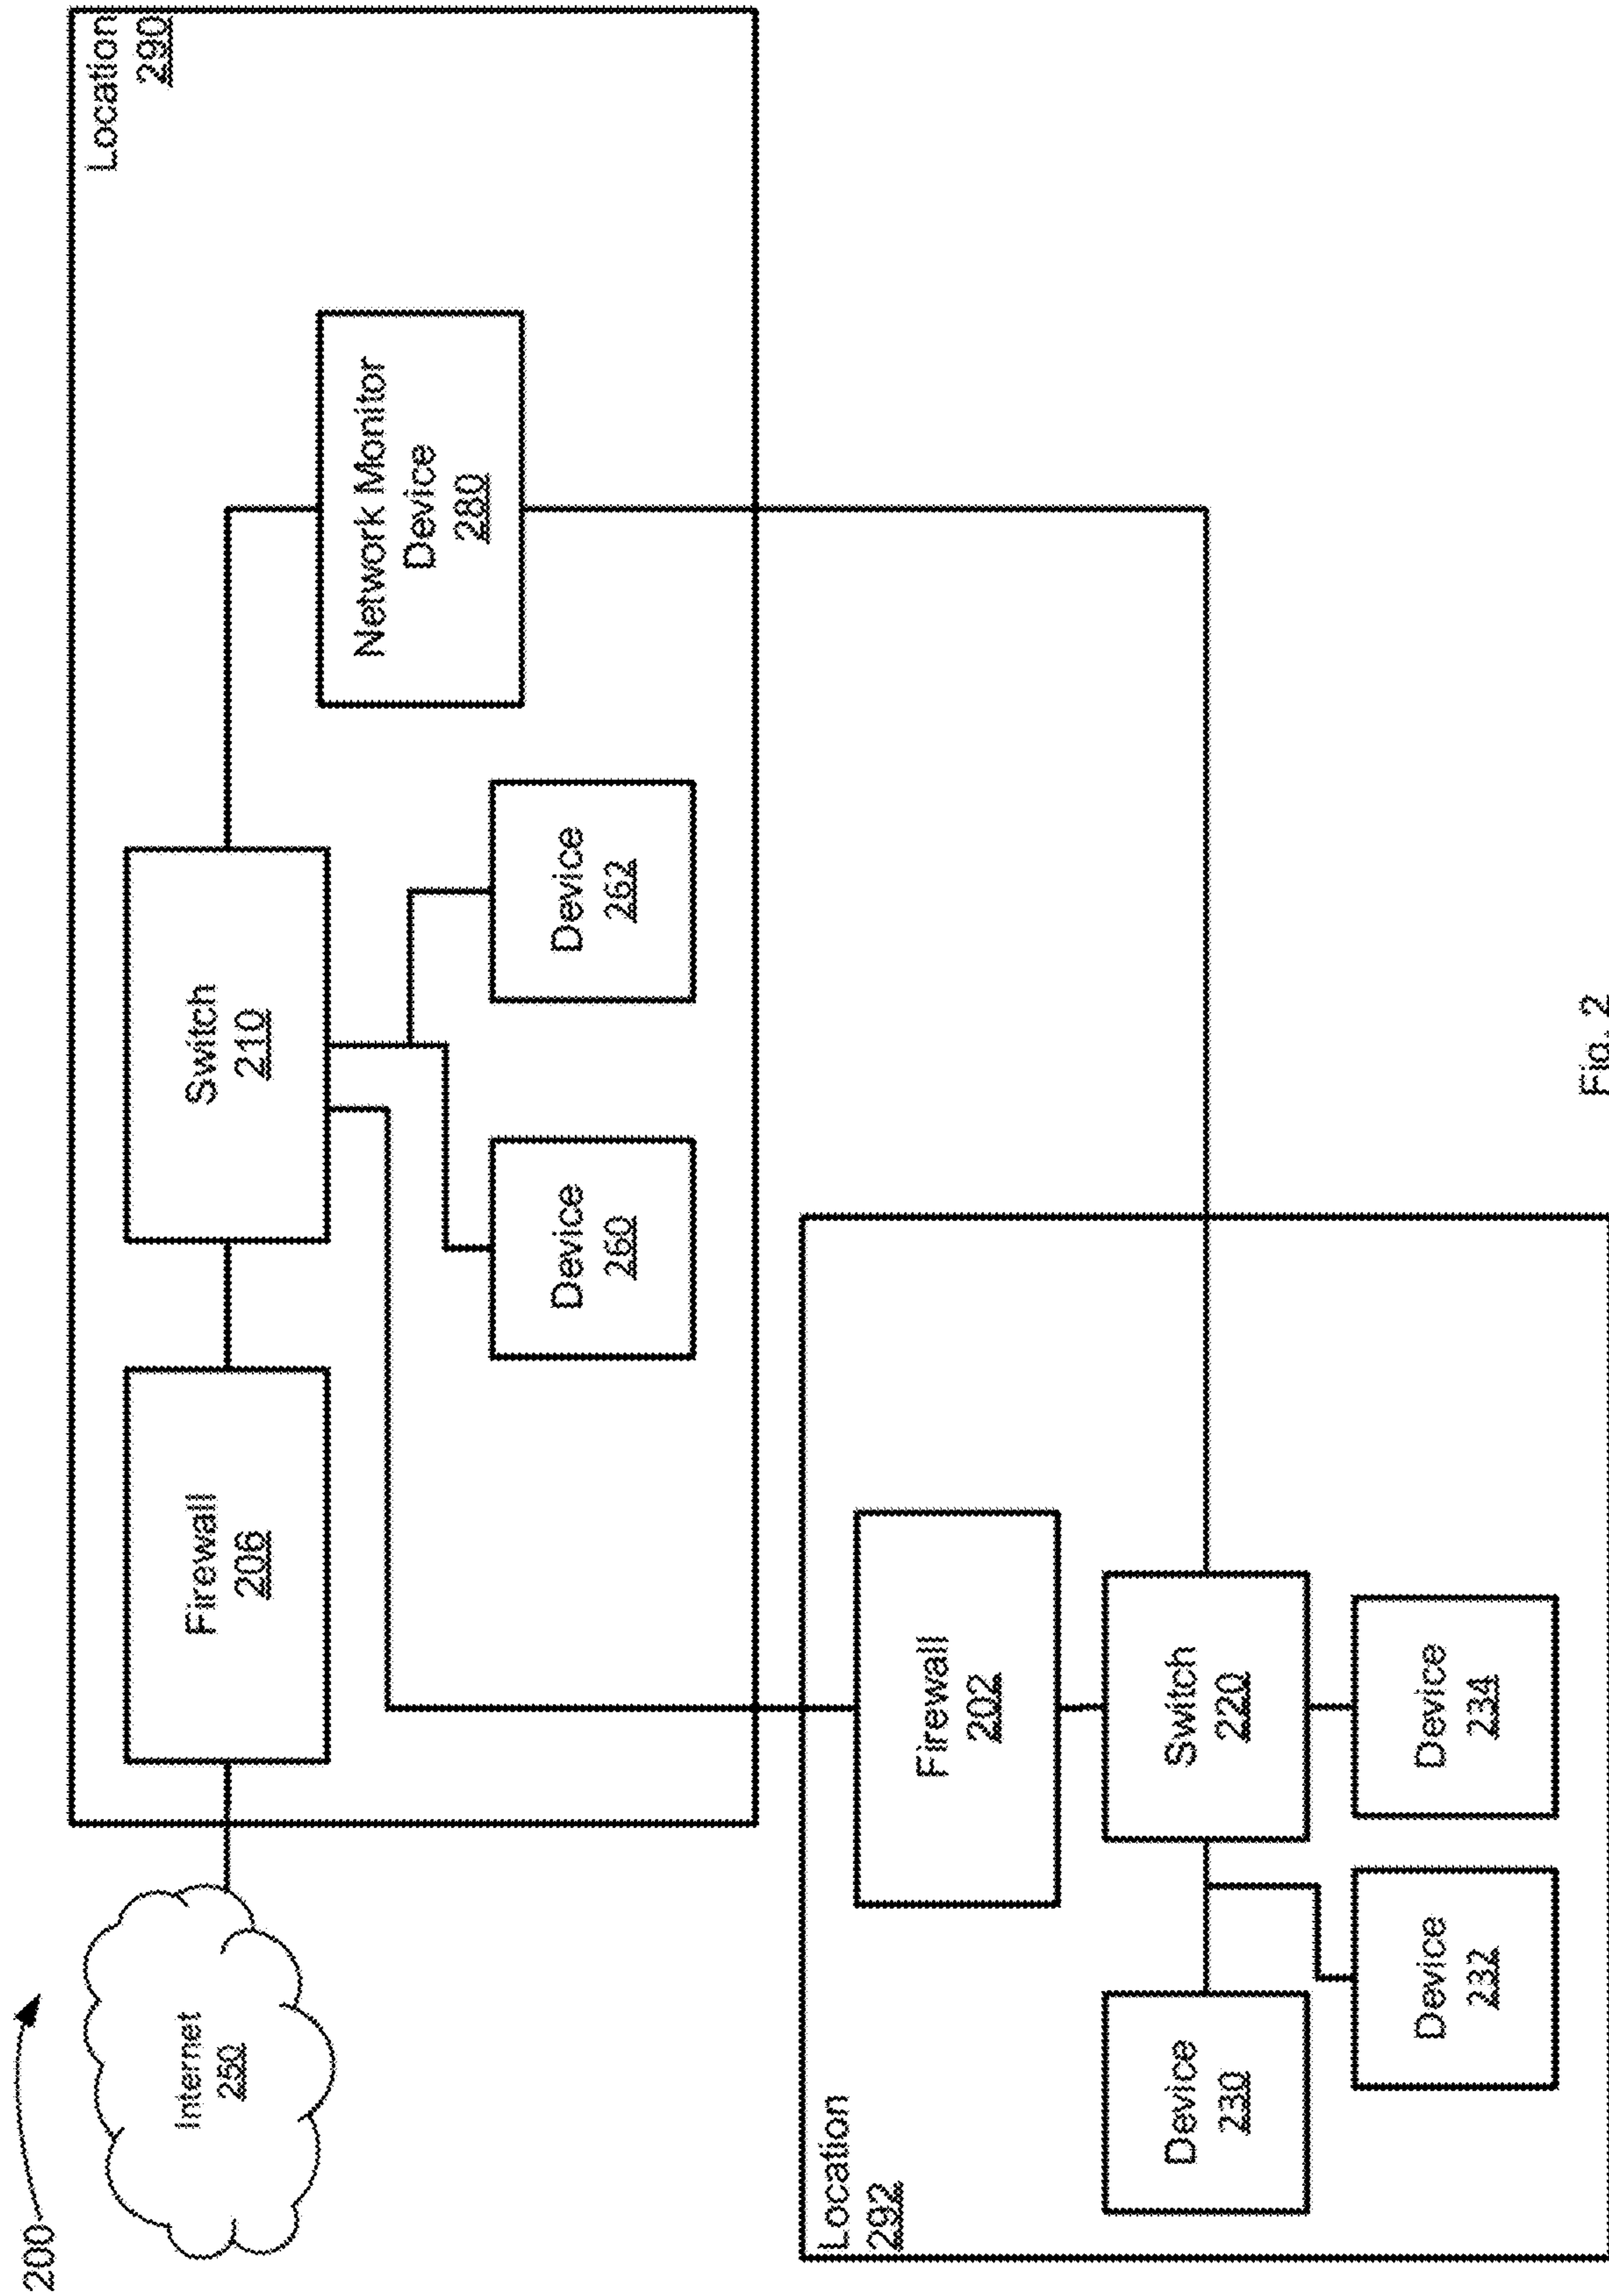 200
Internet
250
Firewall
206
Switch
210
Location
290
Network Monitor
Device
280
Device
260
Device
262
Location
292
Firewall
202
Switch
220
Device
230
Device
232
Device
234
Fig. 2